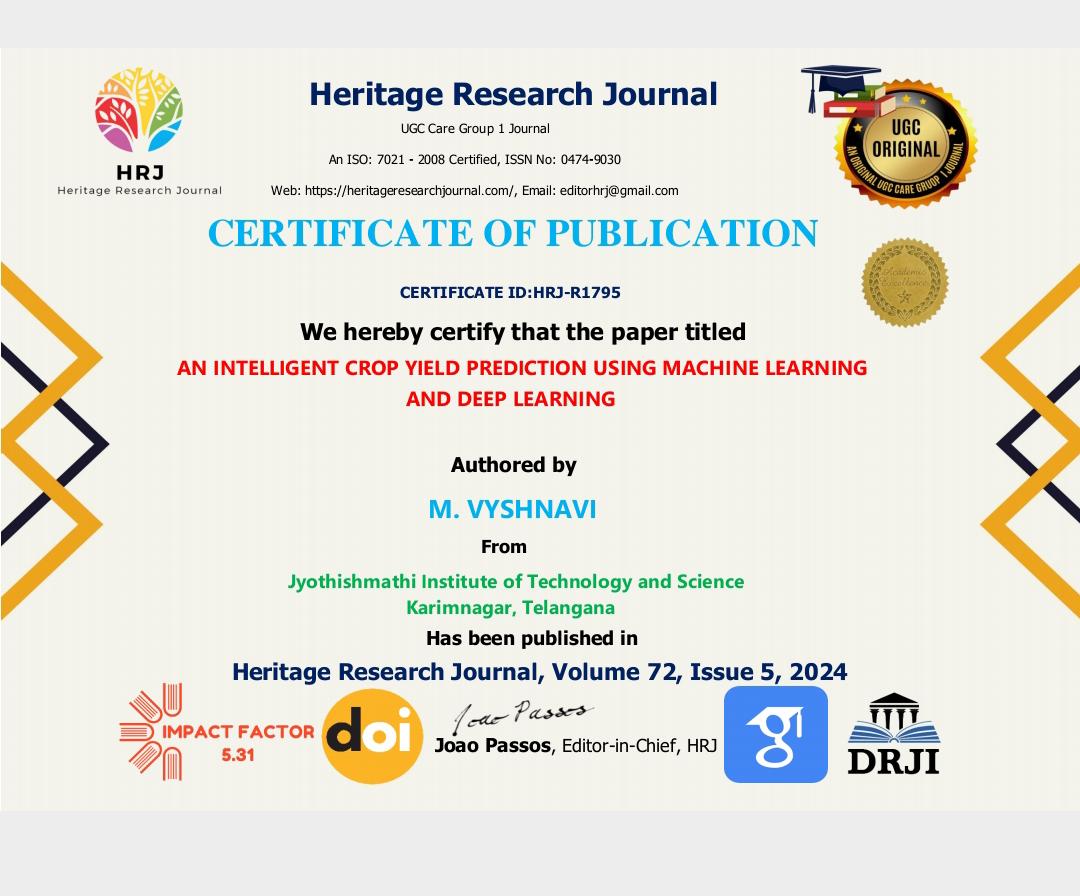 Heritage Research Journal
UGC Care Group 1 Journal
An ISO: 7021 - 2008 Certified, ISSN No: 0474-9030
Web: https://heritageresearchjournal.com/, Email: editorhrj@gmail.com
HRJ
Heritage Research Journal
UGC
ORIGINAL
AN ORIGINAL UGC CARE GRUOP 1 JOURNAL
CERTIFICATE OF PUBLICATION
Academic
Excellence
CERTIFICATE ID:HRJ-R1795
We hereby certify that the paper titled
AN INTELLIGENT CROP YIELD PREDICTION USING MACHINE LEARNING
AND DEEP LEARNING
Authored by
M. VYSHNAVI
From
Jyothishmathi Institute of Technology and Science
Karimnagar, Telangana
Has been published in
Heritage Research Journal, Volume 72, Issue 5, 2024
IMPACT FACTOR
5.31
doi
Joao Passos
Joao Passos, Editor-in-Chief, HRJ
g
DRJI